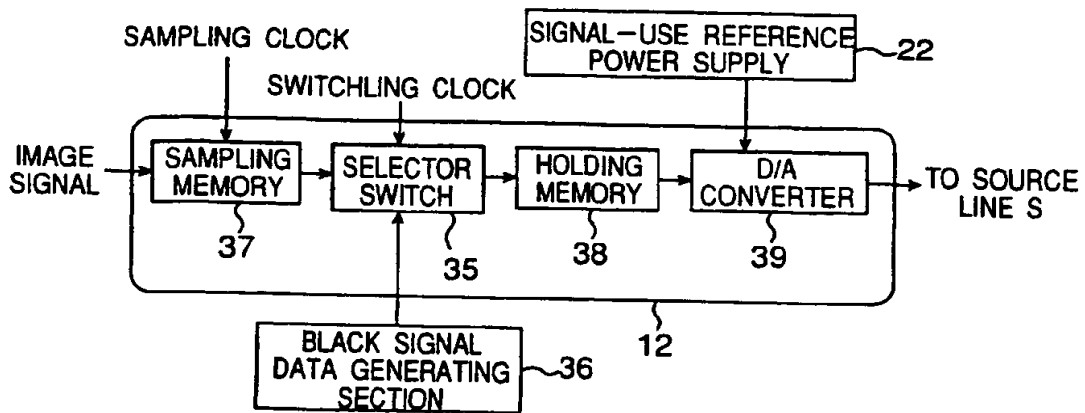 SAMPLING CLOCK
SIGNAL-USE REFERENCE
POWER SUPPLY
22
SWITCHLING CLOCK
IMAGE
SIGNAL
SAMPLING
MEMORY
SELECTOR
SWITCH
HOLDING
MEMORY
D/A
CONVERTER
TO SOURCE
LINE S
37
35
38
39
12
BLACK SIGNAL
DATA GENERATING
SECTION
36